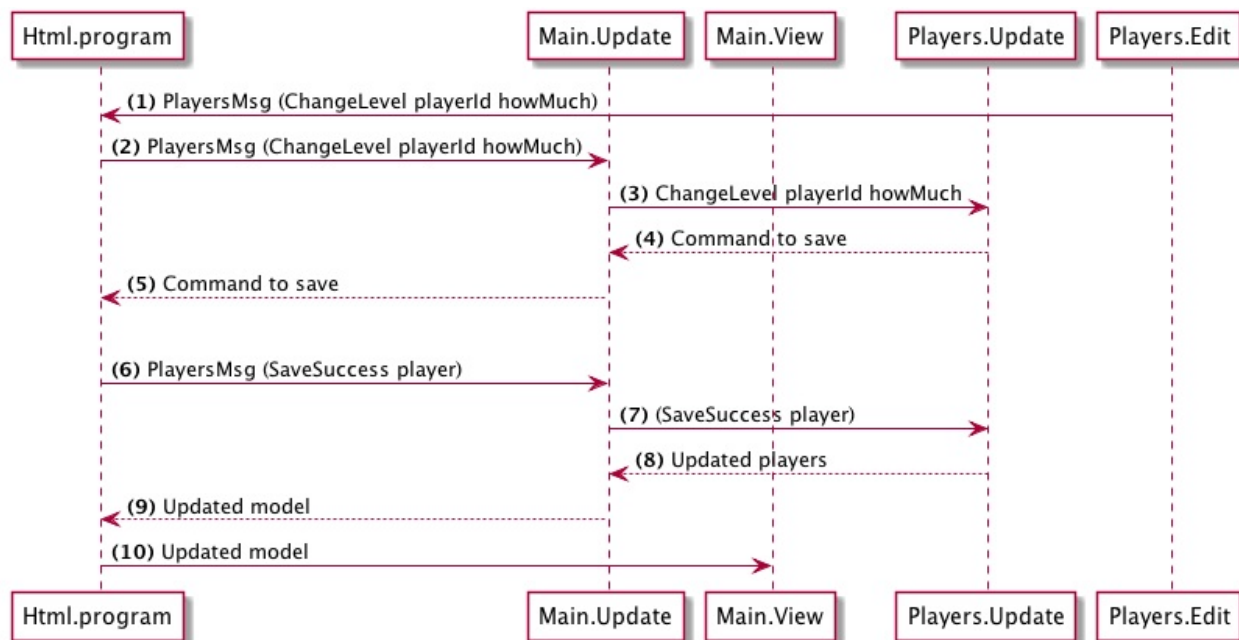 Html.program Main.Update Main.View Players.Update Players.Edit
(1) PlayersMsg (ChangeLevel playerId howMuch)
(2) PlayersMsg (ChangeLevel playerId howMuch)
(3) ChangeLevel playerId howMuch
(4) Command to save
(5) Command to save
(6) PlayersMsg (SaveSuccess player)
(7) (SaveSuccess player)
(8) Updated players
(9) Updated model
(10) Updated model
Html.program Main.Update Main.View Players.Update Players.Edit